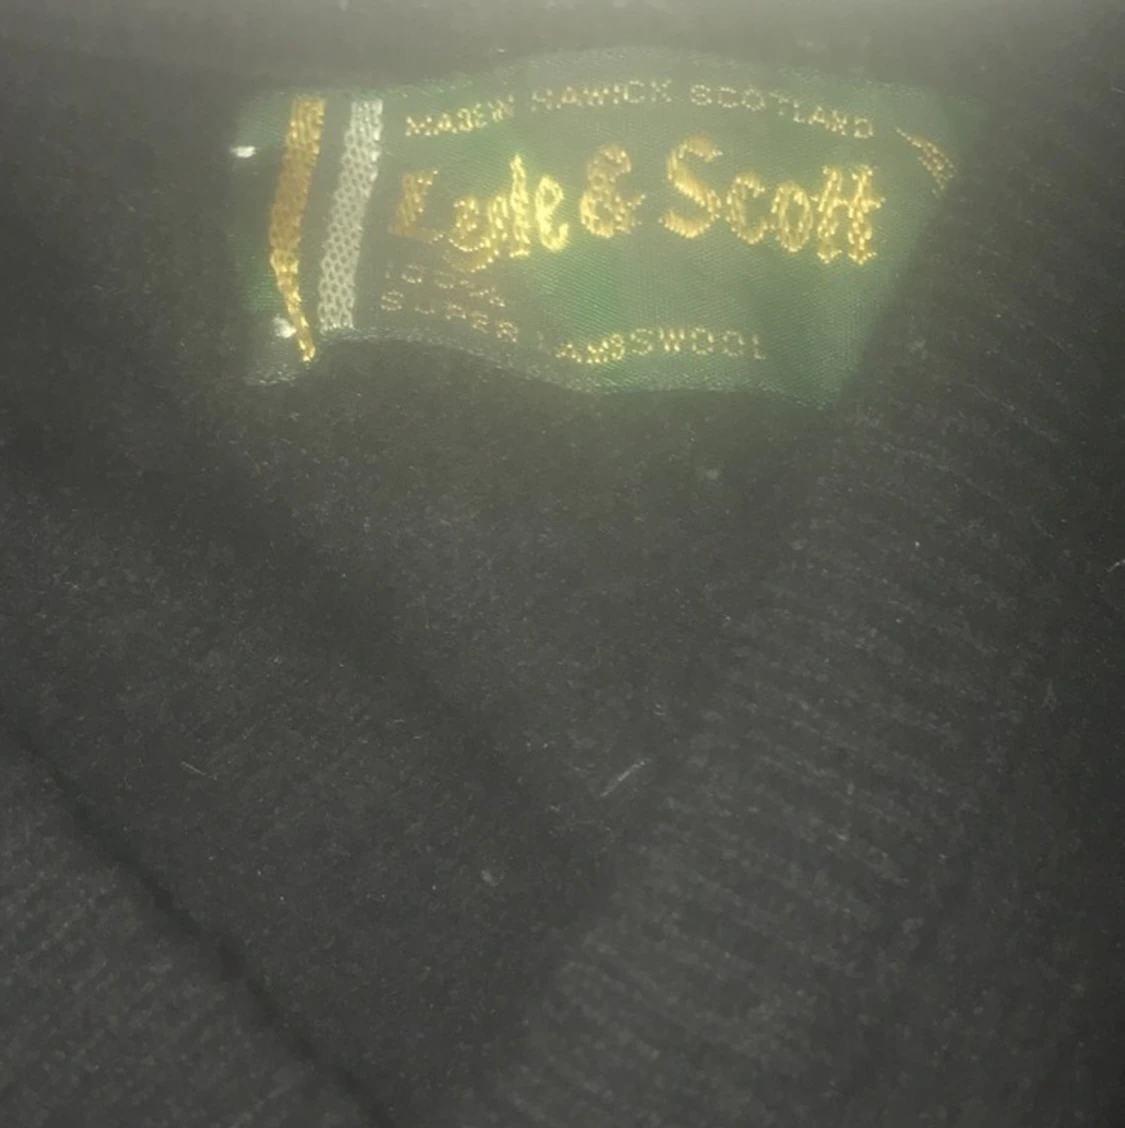 MADE IN HAWICK SCOTLAND
Lyle & Scott
100%
SUPER LAMBSWOOL